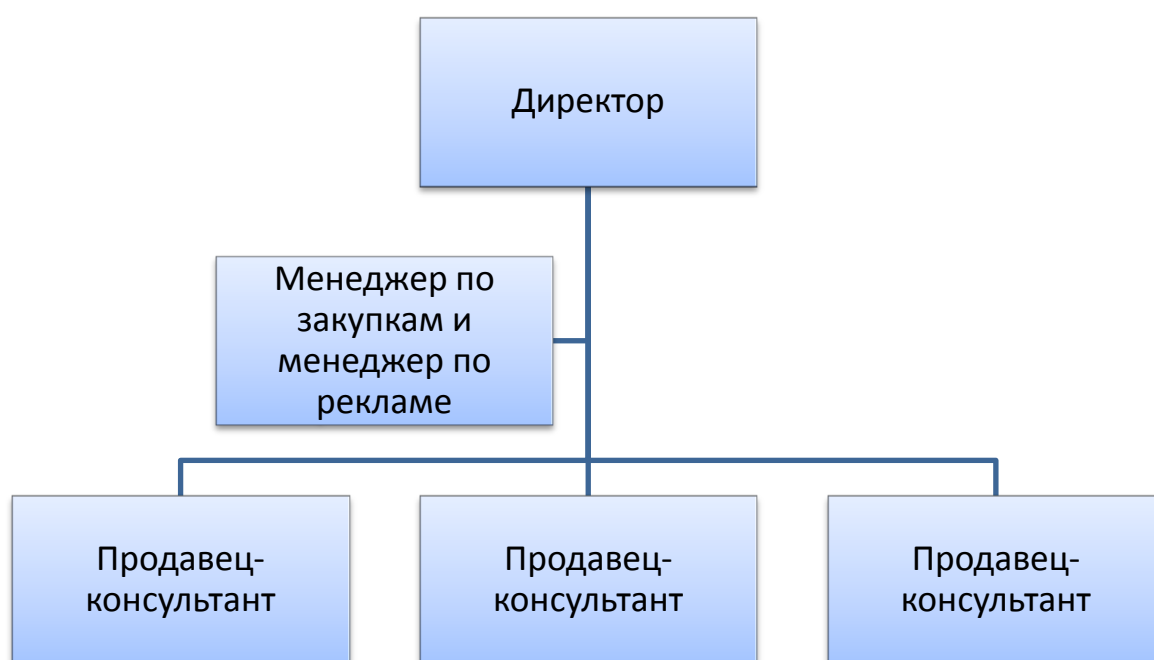 Директор
Менеджер по
закупкам и
менеджер по
рекламе
Продавец-
консультант
Продавец-
консультант
Продавец-
консультант